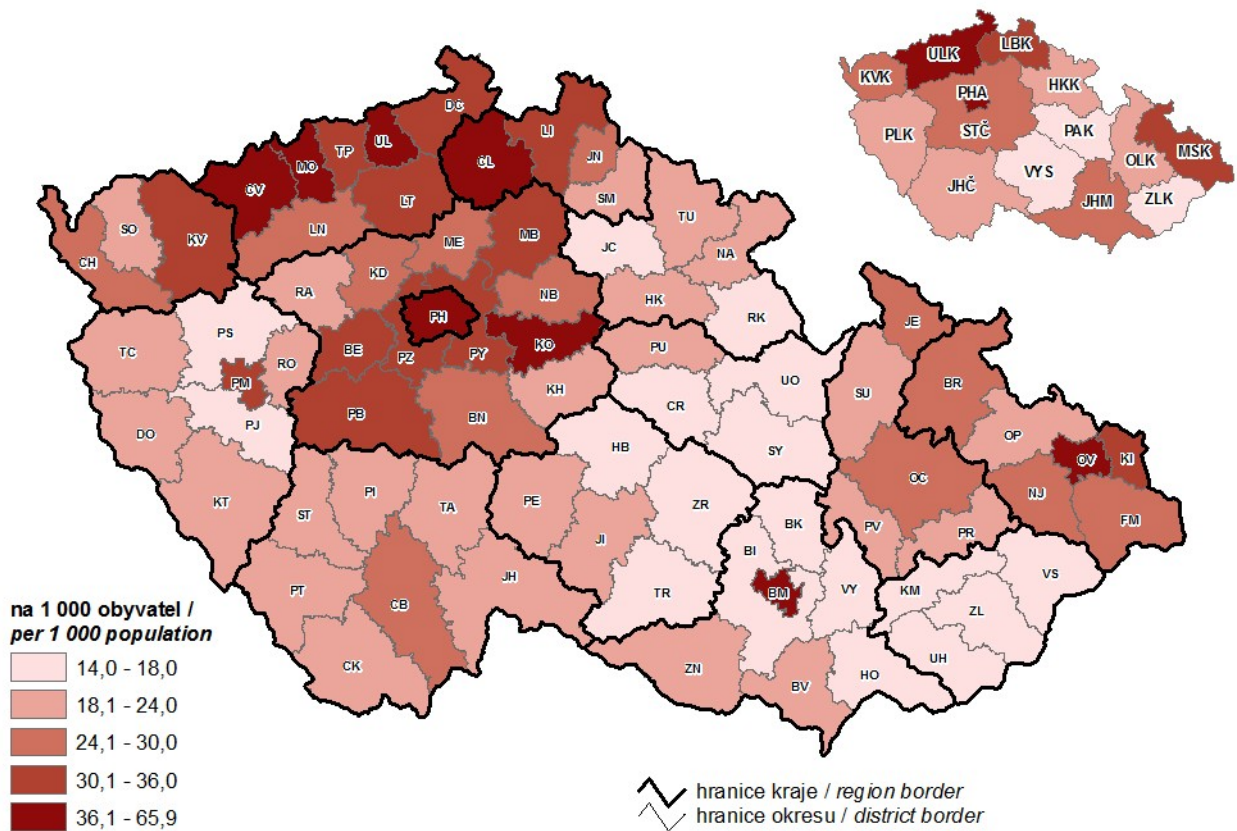 ULK
LBK
KVK
HKK
PHA
STČ
PAK
PLK
OLK
MSK
VYS
JHČ
JHM
ZLK
DČ
UL
TP
LI
MO
CL
JN
CV
LT
SM
SO
TU
LN
KV
MB
ME
JC
NA
CH
KD
RA
NB
HK
PH
RK
JE
PS
KO
TC
BE
PZ
PY
PU
RO
PM
UO
BR
KH
SU
CR
PB
BN
PJ
DO
OP
HB
SY
OV
KI
OČ
PI
NJ
KT
ST
TA
PE
ZR
FM
BK
PV
PR
JI
BI
VS
JH
PT
TR
BM
VY
KM
CB
ZL
UH
CK
ZN
BV
HO
na 1 000 obyvatel /
per 1 000 population
14,0 - 18,0
18,1 - 24,0
24,1 - 30,0
30,1 - 36,0
36,1 - 65,9
hranice kraje / region border
hranice okresu / district border